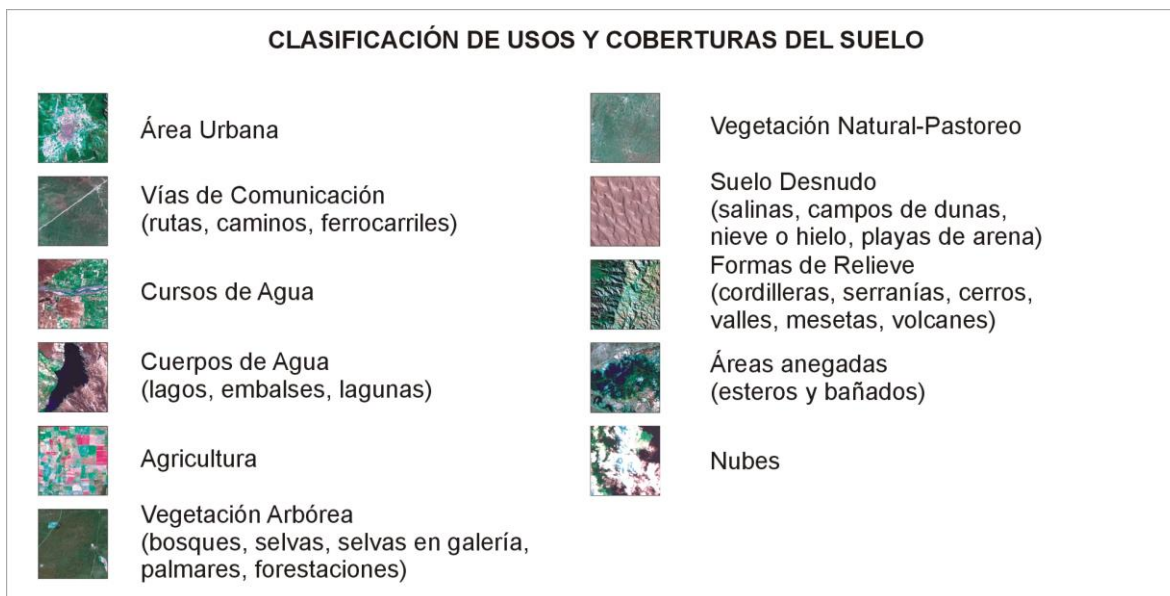 CLASIFICACIÓN DE USOS Y COBERTURAS DEL SUELO
Área Urbana
Vías de Comunicación
(rutas, caminos, ferrocarriles)
Cursos de Agua
Cuerpos de Agua
(lagos, embalses, lagunas)
Agricultura
Vegetación Arbórea
(bosques, selvas, selvas en galería,
palmares, forestaciones)
Vegetación Natural-Pastoreo
Suelo Desnudo
(salinas, campos de dunas,
nieve o hielo, playas de arena)
Formas de Relieve
(cordilleras, serranías, cerros,
valles, mesetas, volcanes)
Áreas anegadas
(esteros y bañados)
Nubes